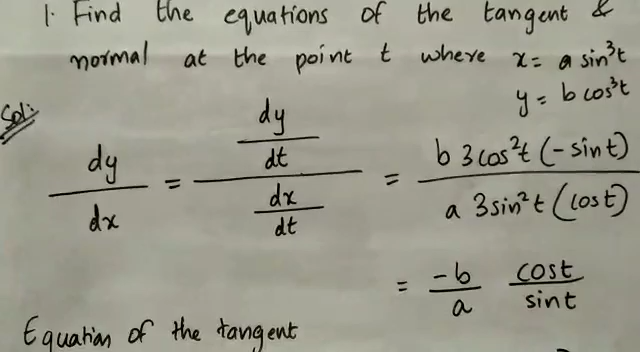 1. Find the equations of the tangent &
normal at the point t where x = a sin³t
y = b cos³t
Sol:
dy/dx = (dy/dt)/(dx/dt) = b 3cos²t (-sint) / a 3sin²t (cost)
= -b/a cost/sint
Equation of the tangent